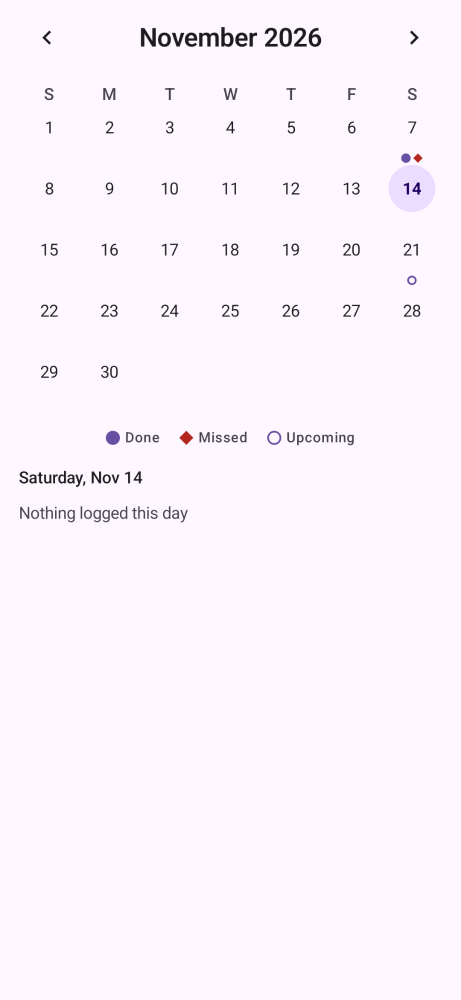 November 2026
S M T W T F S
1 2 3 4 5 6 7
8 9 10 11 12 13 14
15 16 17 18 19 20 21
22 23 24 25 26 27 28
29 30
Done Missed Upcoming
Saturday, Nov 14
Nothing logged this day